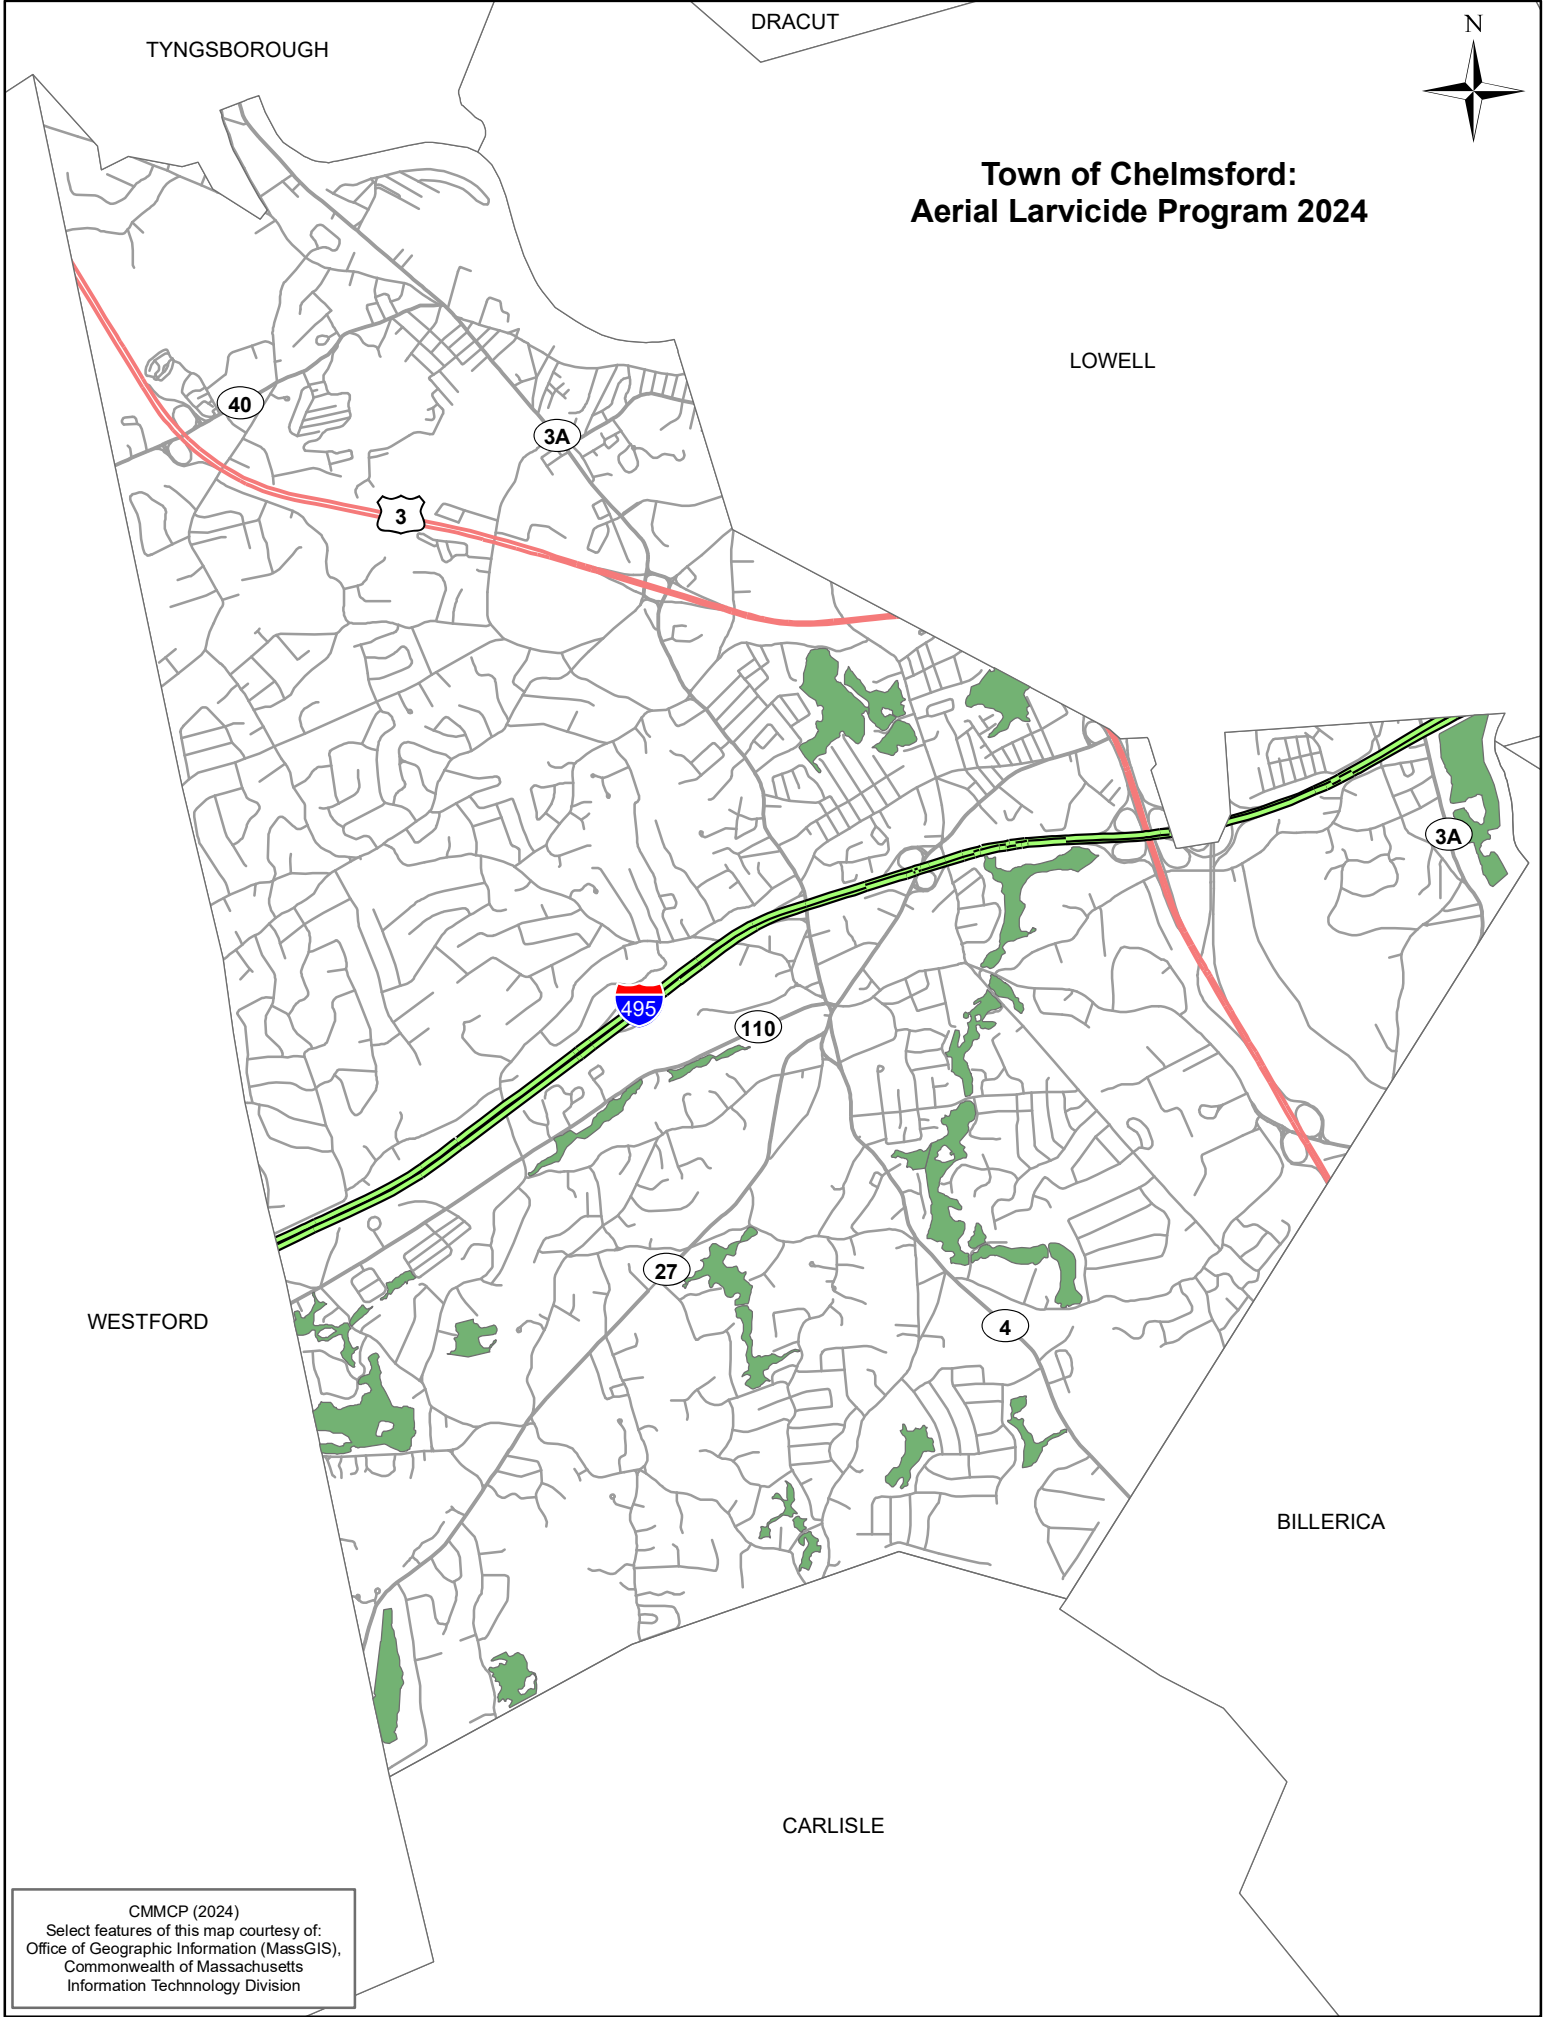 DRACUT
TYNGSBOROUGH
N
Town of Chelmsford:
Aerial Larvicide Program 2024
LOWELL
40
3A
3
3A
495
110
27
WESTFORD
4
BILLERICA
CARLISLE
CMMCP (2024)
Select features of this map courtesy of:
Office of Geographic Information (MassGIS),
Commonwealth of Massachusetts
Information Technnology Division